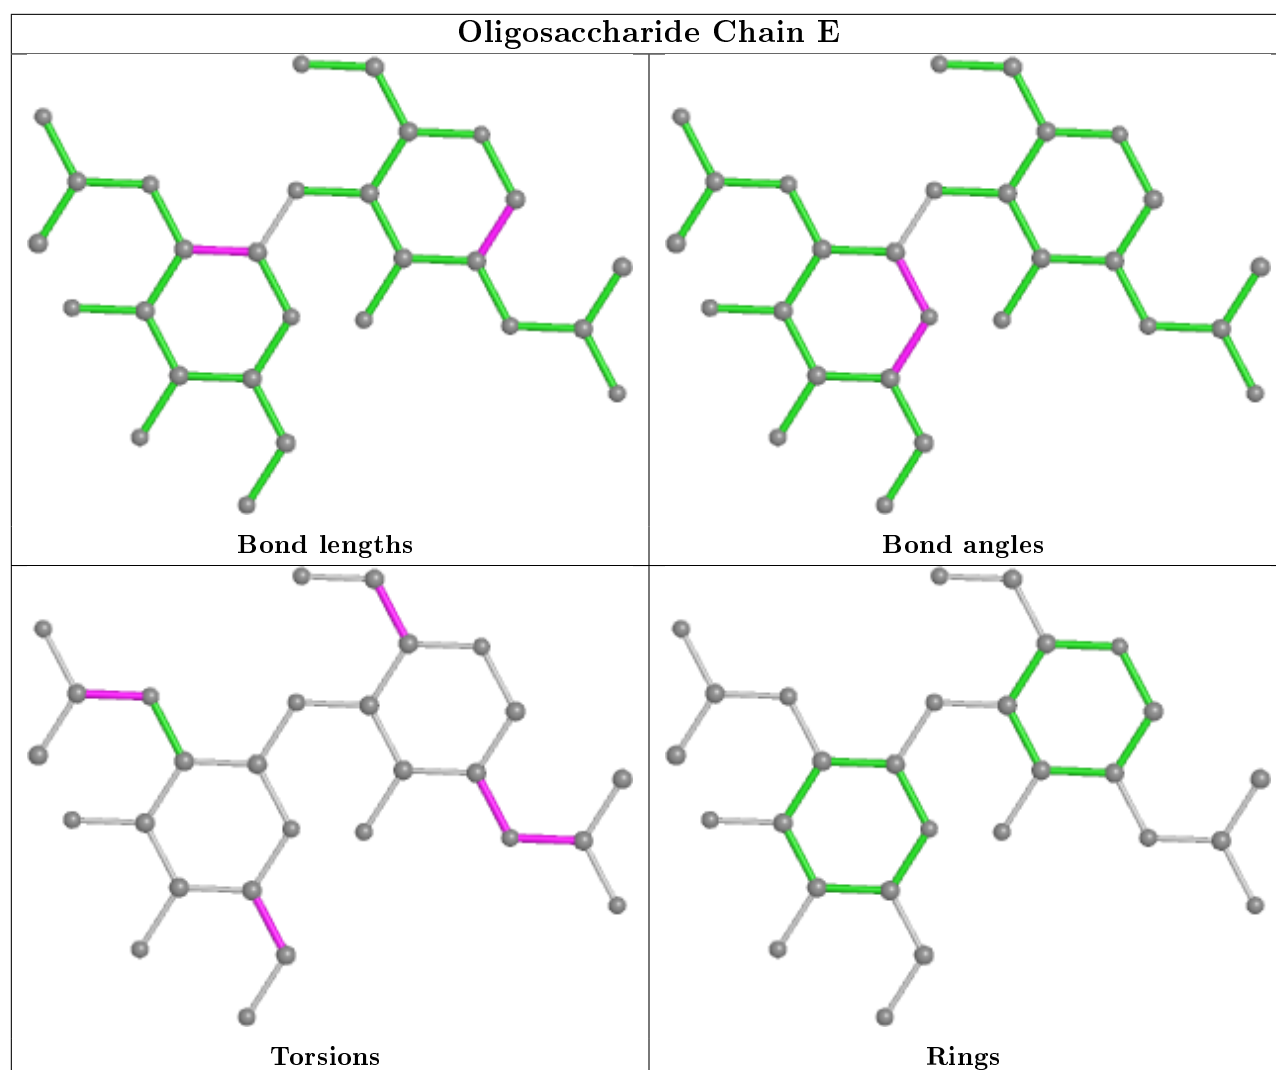 Oligosaccharide Chain E
Bond lengths
Bond angles
Torsions
Rings